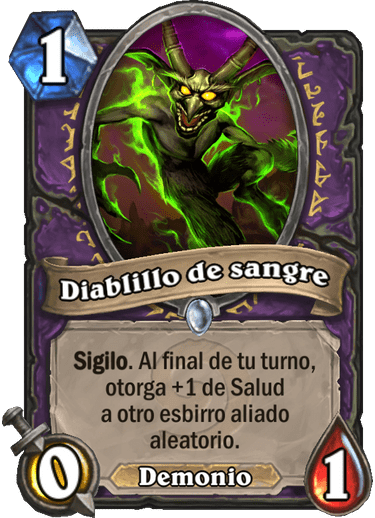 1
Diablillo de sangre
Sigilo. Al final de tu turno,
otorga +1 de Salud
a otro esbirro aliado
aleatorio.
0
Demonio
1